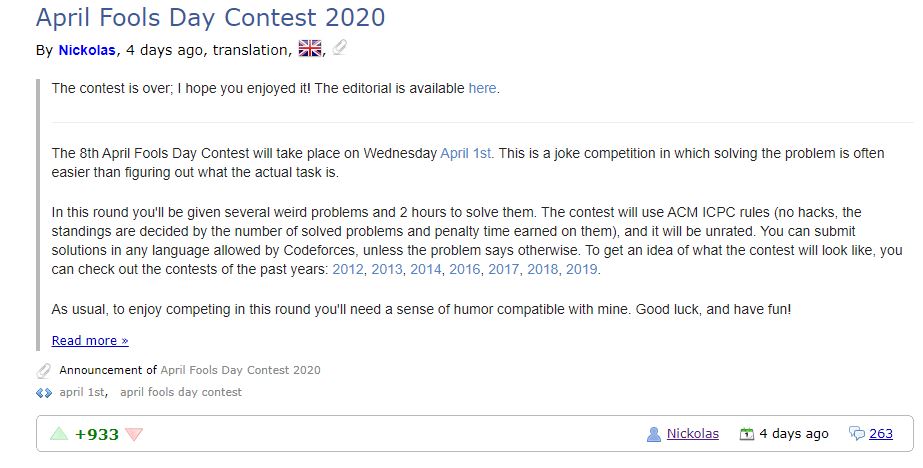 April Fools Day Contest 2020
By Nickolas, 4 days ago, translation,
The contest is over; I hope you enjoyed it! The editorial is available here.
The 8th April Fools Day Contest will take place on Wednesday April 1st. This is a joke competition in which solving the problem is often
easier than figuring out what the actual task is.
In this round you'll be given several weird problems and 2 hours to solve them. The contest will use ACM ICPC rules (no hacks, the
standings are decided by the number of solved problems and penalty time earned on them), and it will be unrated. You can submit
solutions in any language allowed by Codeforces, unless the problem says otherwise. To get an idea of what the contest will look like, you
can check out the contests of the past years: 2012, 2013, 2014, 2016, 2017, 2018, 2019.
As usual, to enjoy competing in this round you'll need a sense of humor compatible with mine. Good luck, and have fun!
Read more »
Announcement of April Fools Day Contest 2020
april 1st, april fools day contest
+933 Nickolas 4 days ago 263